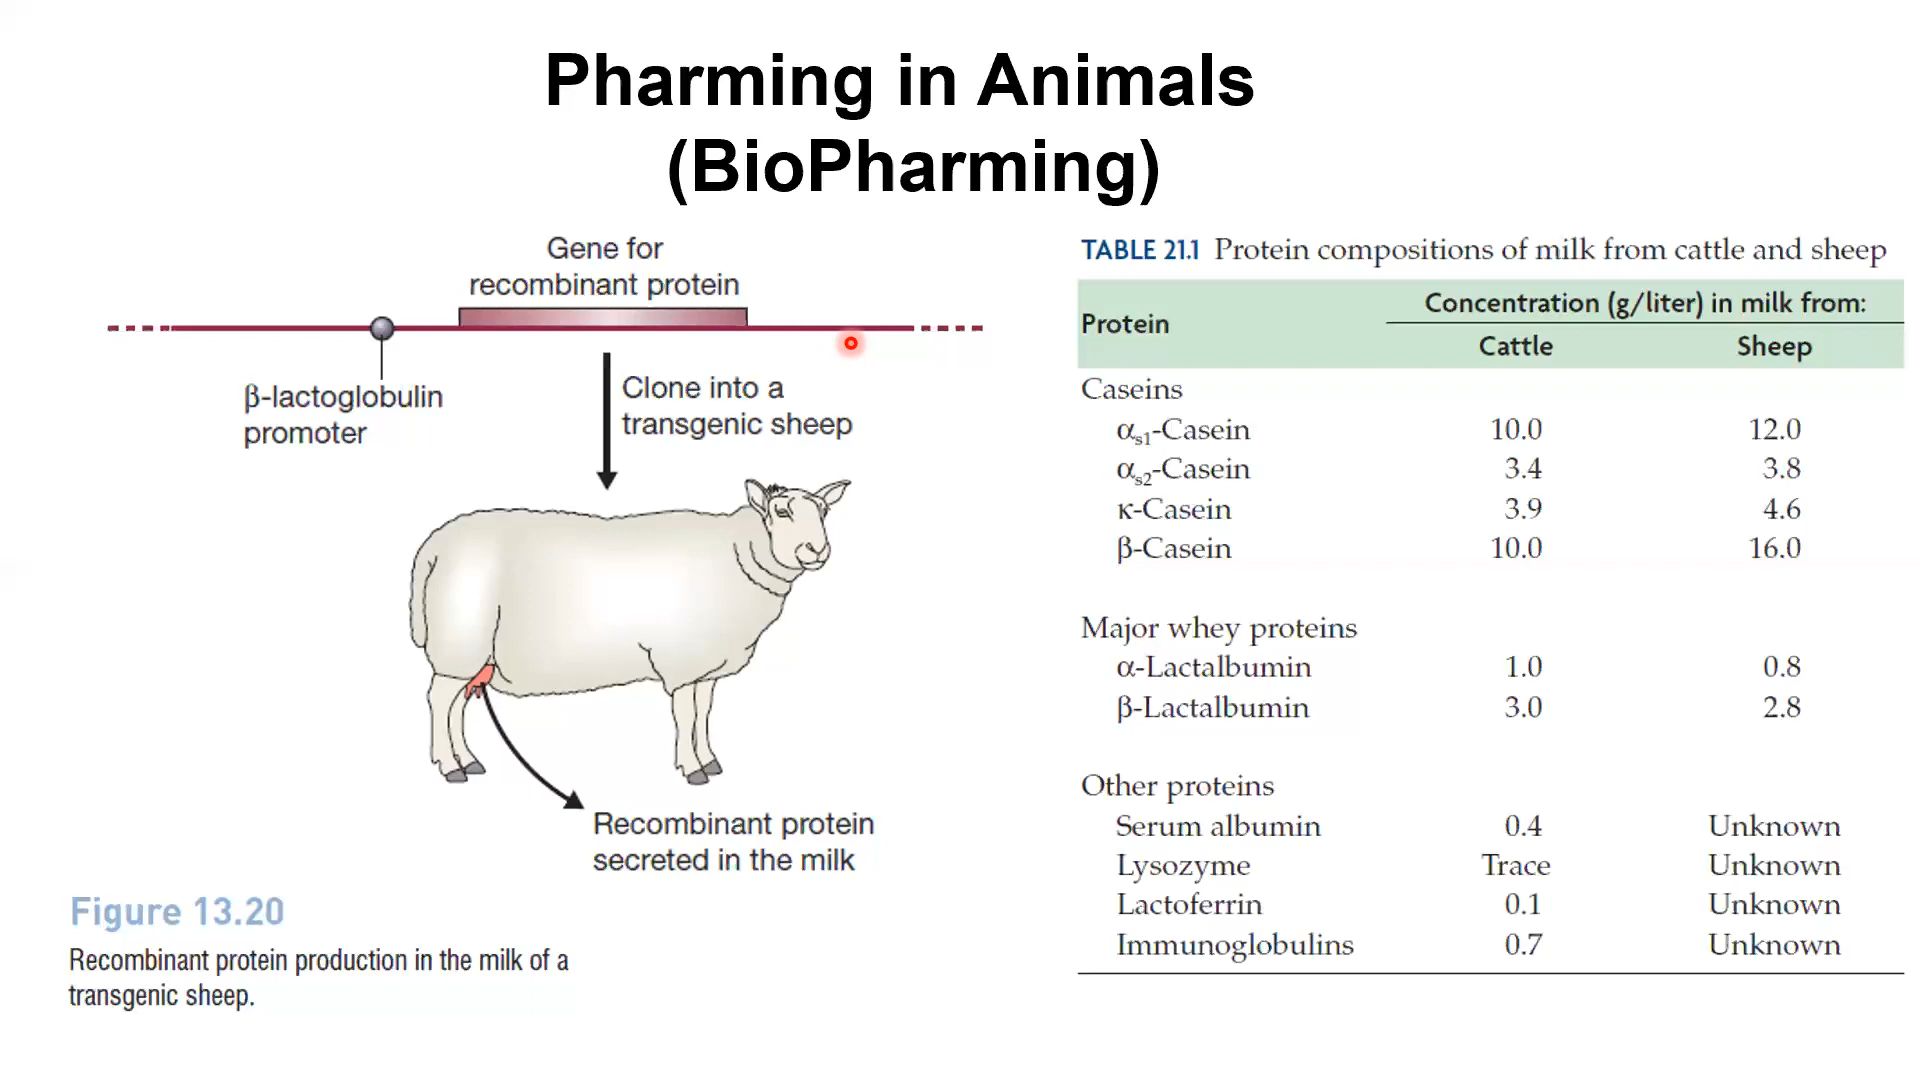 Pharming in Animals
(BioPharming)
Gene for
recombinant protein
β-lactoglobulin
promoter
Clone into a
transgenic sheep
Recombinant protein
secreted in the milk
Figure 13.20
Recombinant protein production in the milk of a
transgenic sheep.
TABLE 21.1 Protein compositions of milk from cattle and sheep
Concentration (g/liter) in milk from:
Protein
Cattle Sheep
Caseins
αs1-Casein 10.0 12.0
αs2-Casein 3.4 3.8
κ-Casein 3.9 4.6
β-Casein 10.0 16.0
Major whey proteins
α-Lactalbumin 1.0 0.8
β-Lactalbumin 3.0 2.8
Other proteins
Serum albumin 0.4 Unknown
Lysozyme Trace Unknown
Lactoferrin 0.1 Unknown
Immunoglobulins 0.7 Unknown